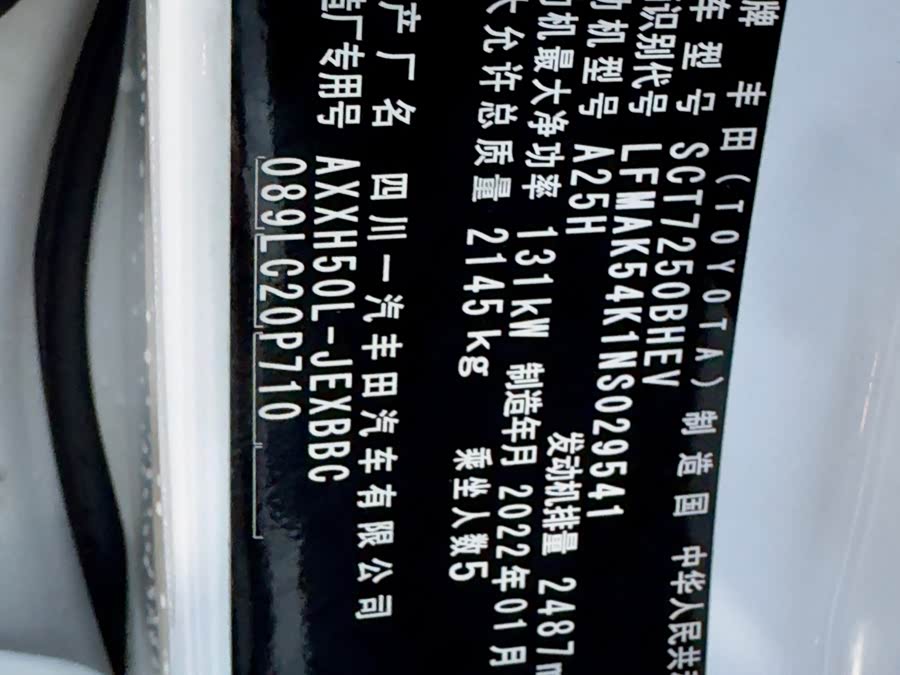 牌 丰田(TOYOTA) 制造国 中华人民共
车型号 SCT7250BHEV
识别代号 LFMAK54K1NS029541
机型号 A25H 发动机排量 2487m
机最大净功率 131kW 制造年月 2022年01月
大允许总质量 2145kg 乘坐人数5
产厂名 四川一汽丰田汽车有限公司
造厂专用号 AXXH50L-JEXBBC
089LC20P710